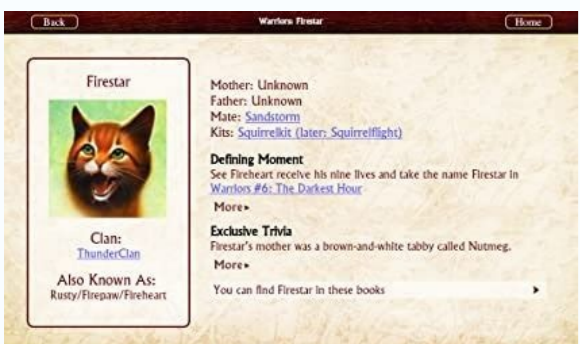 Back
Warriors: Firestar
Home
Firestar
Clan:
ThunderClan
Also Known As:
Rusty/Firepaw/Fireheart
Mother: Unknown
Father: Unknown
Mate: Sandstorm
Kits: Squirrelkit (later: Squirrelflight)
Defining Moment
See Fireheart receive his nine lives and take the name Firestar in
Warriors #6: The Darkest Hour
More▸
Exclusive Trivia
Firestar's mother was a brown-and-white tabby called Nutmeg.
More▸
You can find Firestar in these books